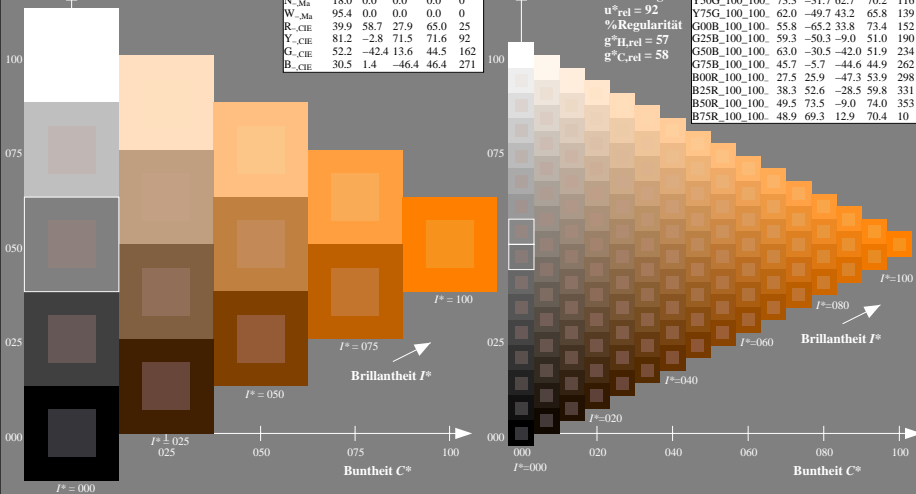 N–,Ma 18.0 0.0 0.0 0.0 0
W–,Ma 95.4 0.0 0.0 0.0 0
R–,CIE 39.9 58.7 27.9 65.0 25
Y–,CIE 81.2 −2.8 71.5 71.6 92
G–,CIE 52.2 −42.4 13.6 44.5 162
B–,CIE 30.5 1.4 −46.4 46.4 271
100
075
050
025
000
I* = 100
I* = 075
I* = 050
I* = 025
I* = 000
Brillantheit I*
025
050
075
100
Buntheit C*
u*rel = 92
%Regularität
g*H,rel = 57
g*C,rel = 58
Y50G_100_100– 73.3 −31.7 62.7 70.2 116
Y75G_100_100– 62.0 −49.7 43.2 65.8 139
G00B_100_100– 55.8 −65.2 33.8 73.4 152
G25B_100_100– 59.3 −50.3 −9.0 51.0 190
G50B_100_100– 63.0 −30.5 −42.0 51.9 234
G75B_100_100– 45.7 −5.7 −44.6 44.9 262
B00R_100_100– 27.5 25.9 −47.3 53.9 298
B25R_100_100– 38.3 52.6 −28.5 59.8 331
B50R_100_100– 49.5 73.5 −9.0 74.0 353
B75R_100_100– 48.9 69.3 12.9 70.4 10
100
075
050
025
000
I*=100
I*=080
I*=060
I*=040
I*=020
I*=000
Brillantheit I*
000
020
040
060
080
100
Buntheit C*